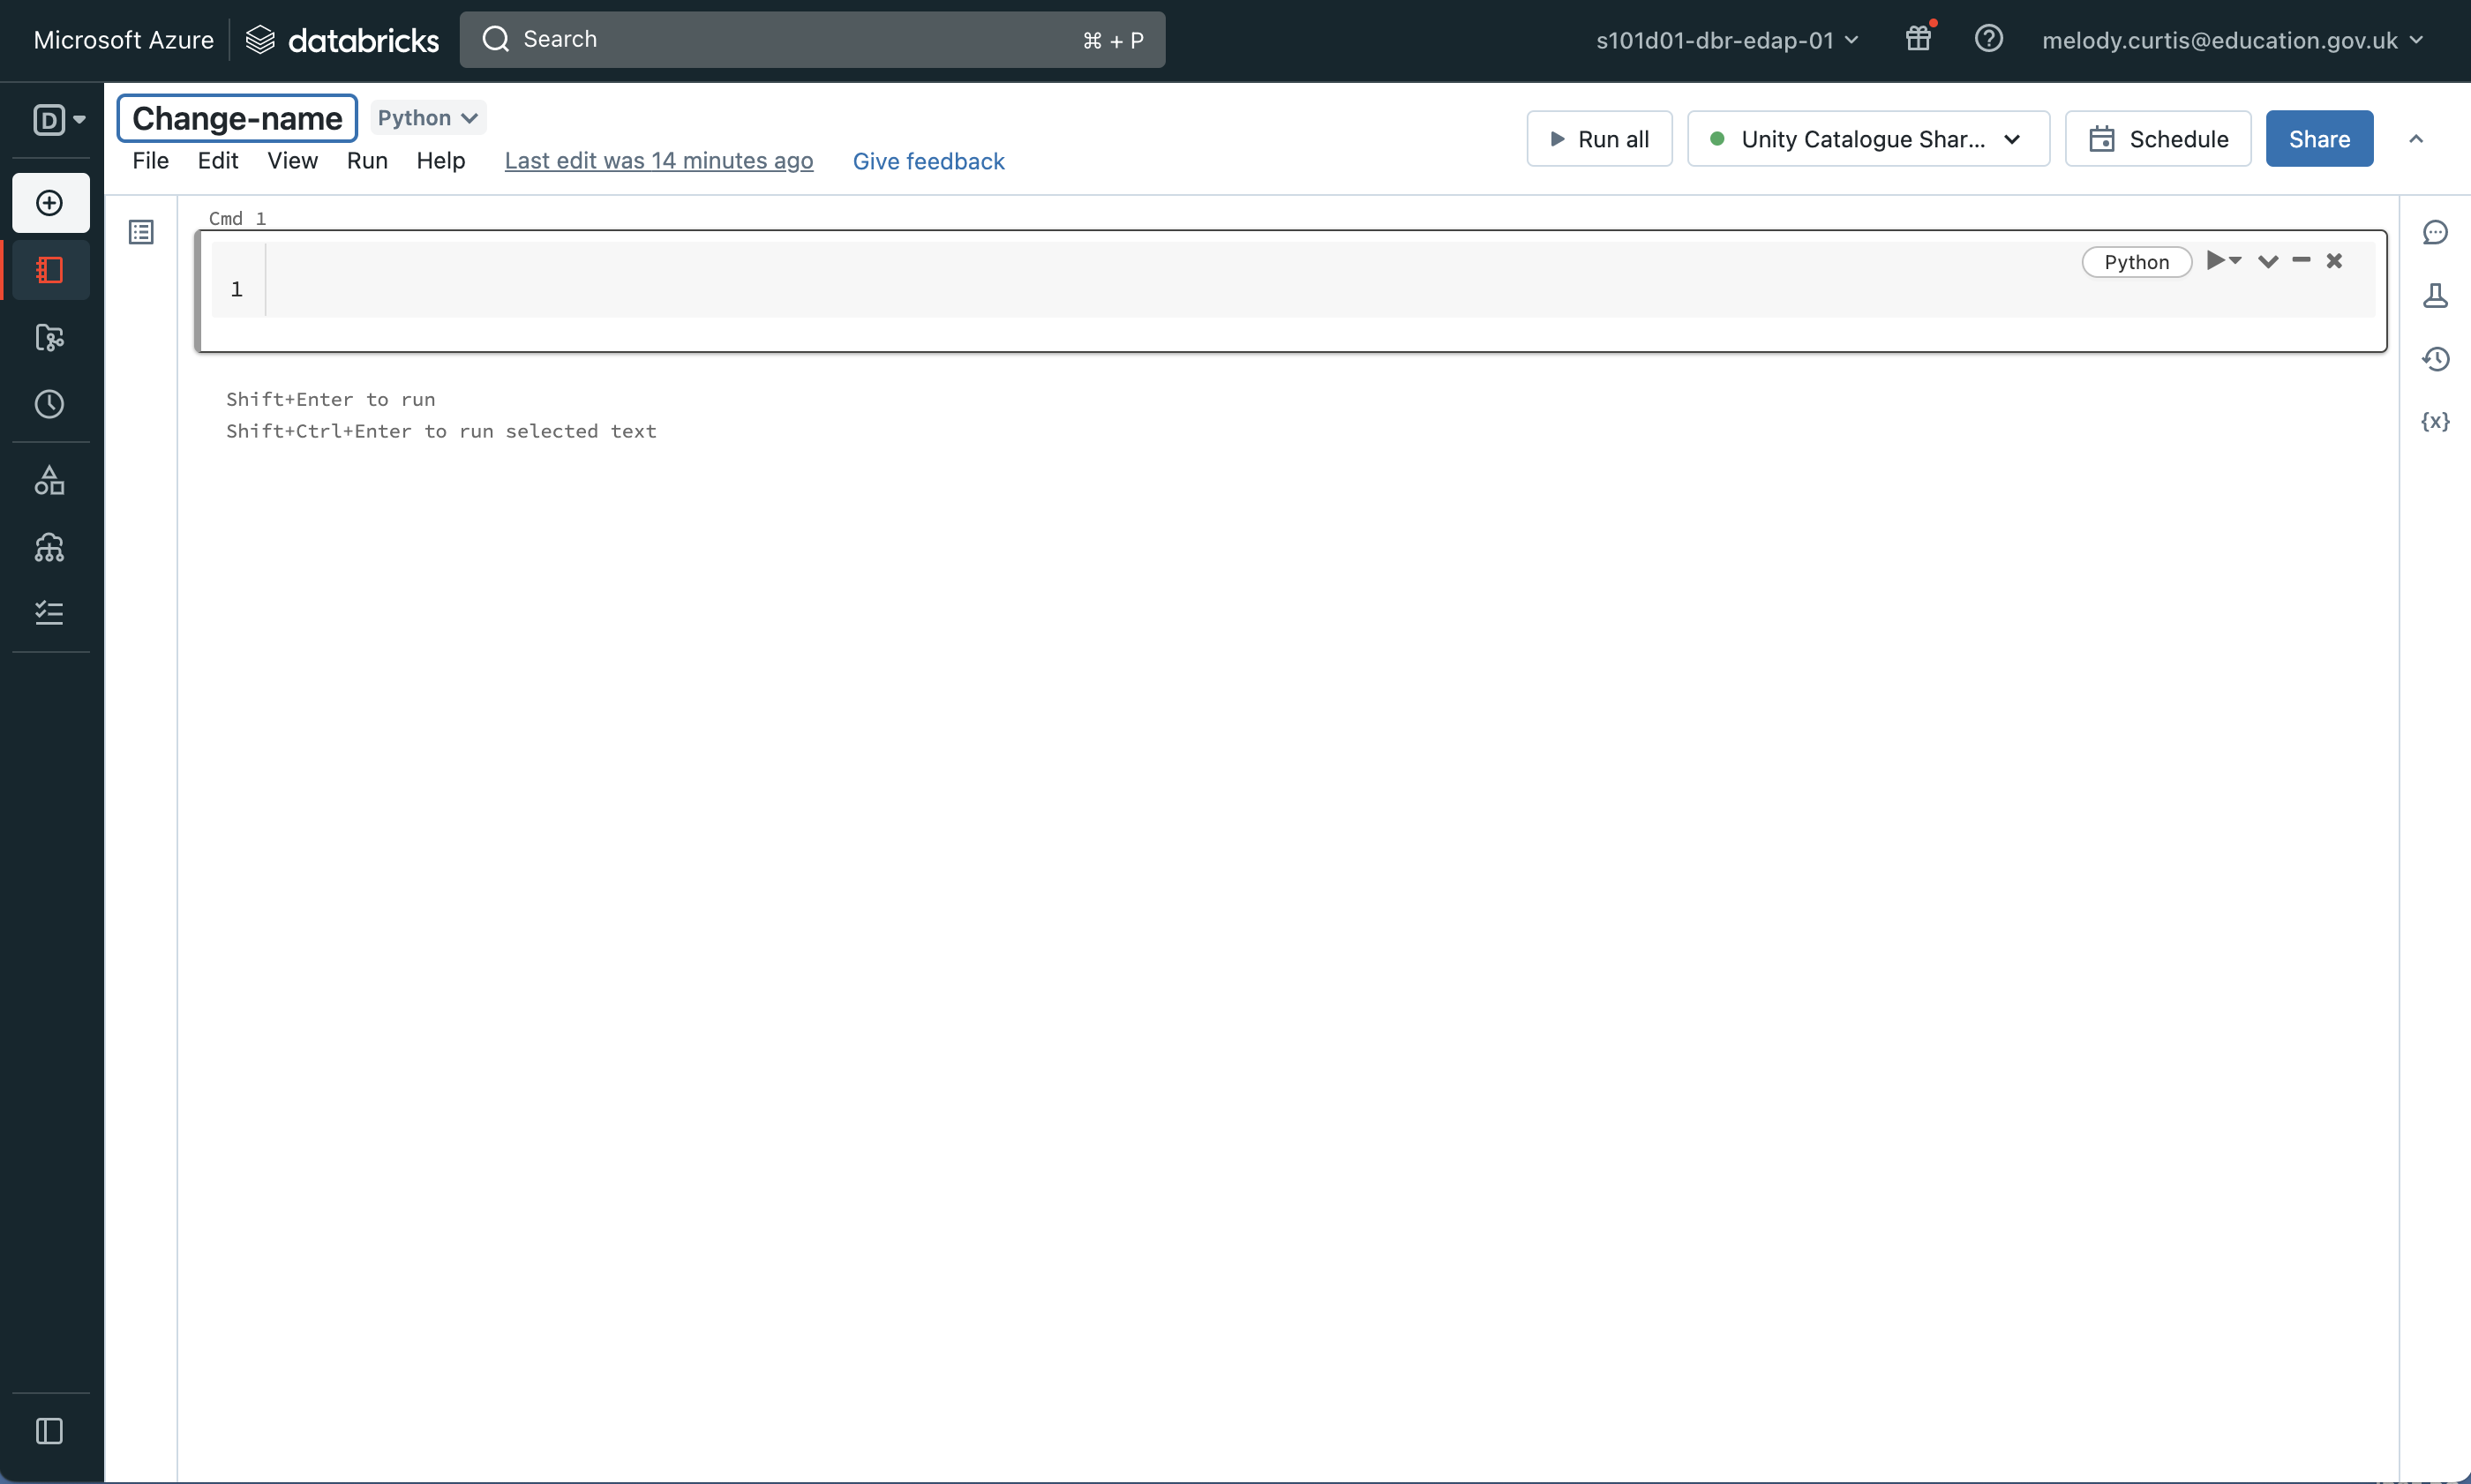 Microsoft Azure databricks Search ⌘ + P s101d01-dbr-edap-01 melody.curtis@education.gov.uk
D
Change-name Python
File Edit View Run Help Last edit was 14 minutes ago Give feedback
Run all Unity Catalogue Shar... Schedule Share
Cmd 1
Python
1
{x}
Shift+Enter to run
Shift+Ctrl+Enter to run selected text